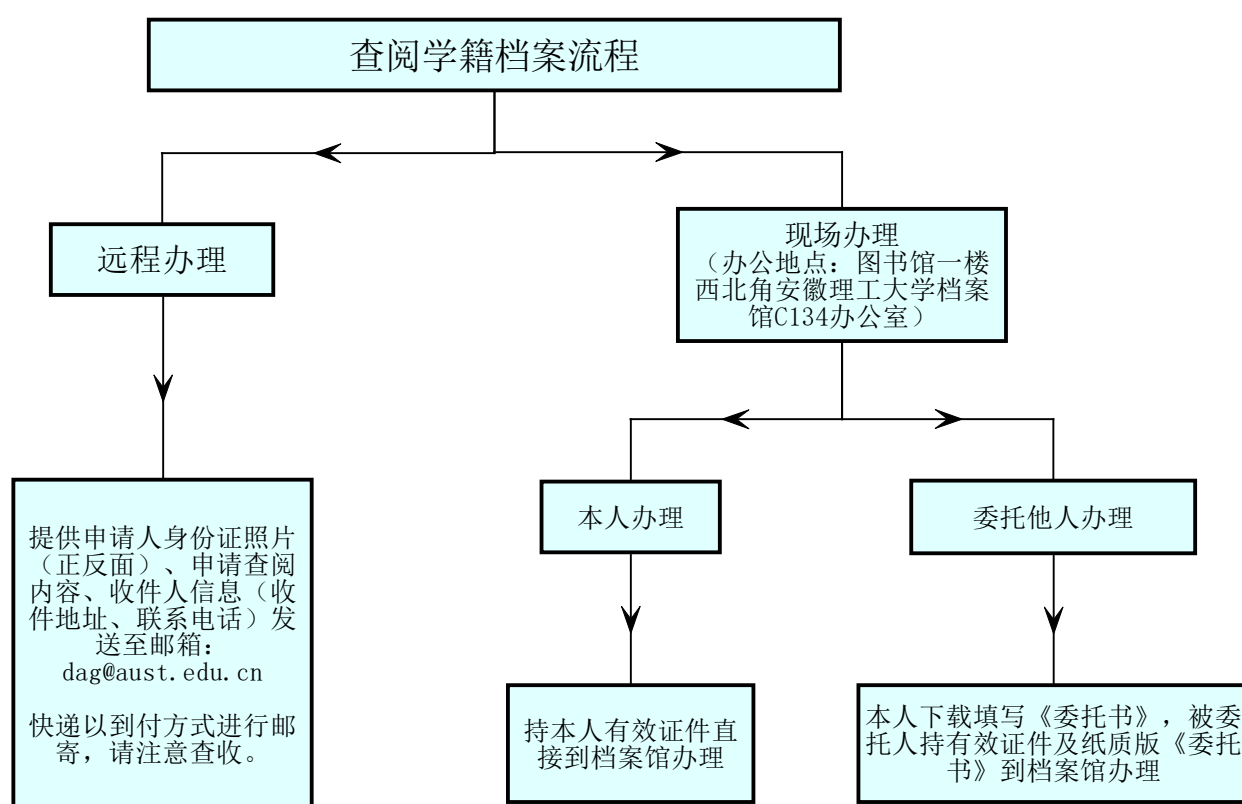 查阅学籍档案流程
远程办理
现场办理
（办公地点：图书馆一楼
西北角安徽理工大学档案
馆C134办公室）
提供申请人身份证照片
（正反面）、申请查阅
内容、收件人信息（收
件地址、联系电话）发
送至邮箱：
dag@aust.edu.cn
快递以到付方式进行邮
寄，请注意查收。
本人办理
委托他人办理
持本人有效证件直
接到档案馆办理
本人下载填写《委托书》，被委
托人持有效证件及纸质版《委托
书》到档案馆办理